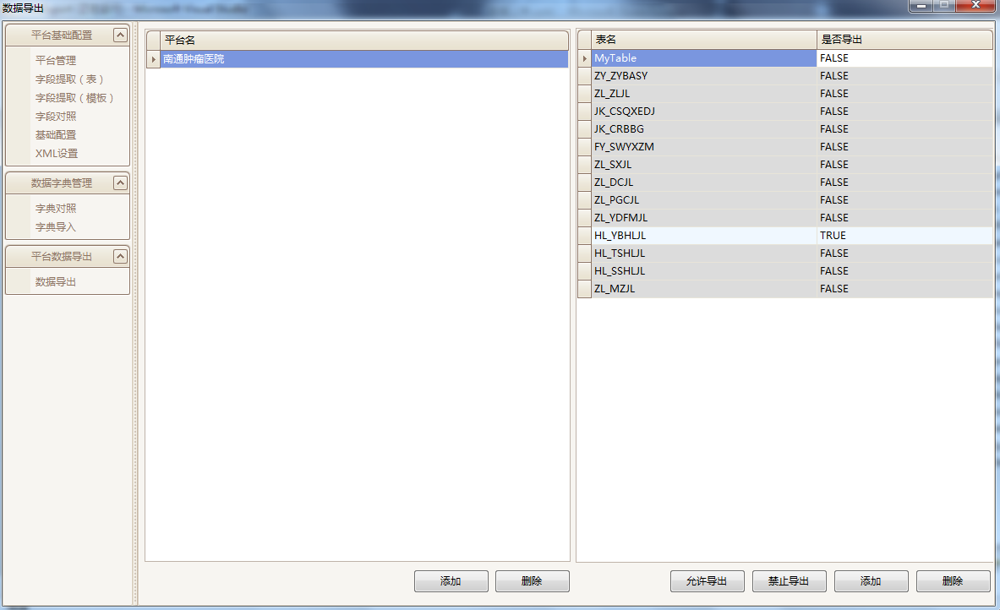 数据导出
平台基础配置
平台管理
字段提取（表）
字段提取（模板）
字段对照
基础配置
XML设置
数据字典管理
字典对照
字典导入
平台数据导出
数据导出
平台名
南通肿瘤医院
添加 删除
表名 是否导出
MyTable FALSE
ZY_ZYBASY FALSE
ZL_ZLJL FALSE
JK_CSQXEDJ FALSE
JK_CRBBG FALSE
FY_SWYXZM FALSE
ZL_SXJL FALSE
ZL_DCJL FALSE
ZL_PGCJL FALSE
ZL_YDFMJL FALSE
HL_YBHLJL TRUE
HL_TSHLJL FALSE
HL_SSHLJL FALSE
ZL_MZJL FALSE
允许导出 禁止导出 添加 删除